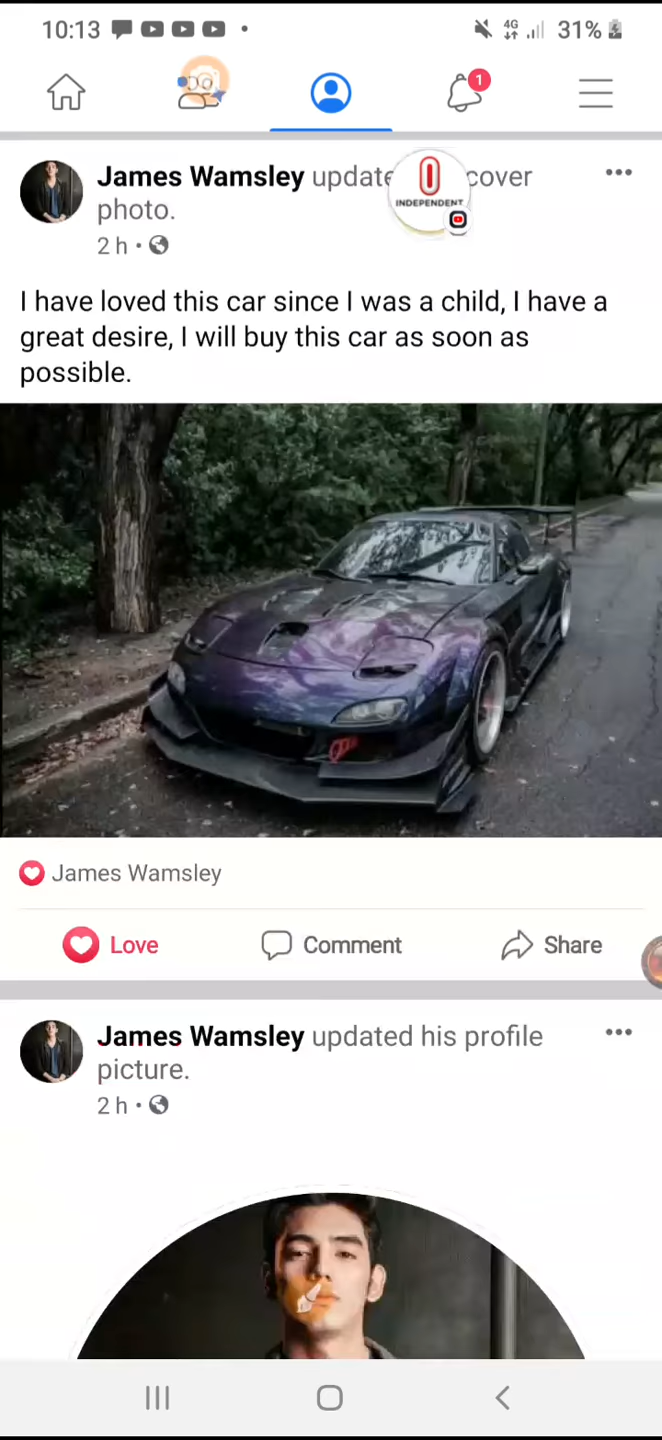 10:13
4G
31%
1
James Wamsley update cover
photo.
INDEPENDENT
2 h •
I have loved this car since I was a child, I have a
great desire, I will buy this car as soon as
possible.
James Wamsley
Love
Comment
Share
James Wamsley updated his profile
picture.
2 h •